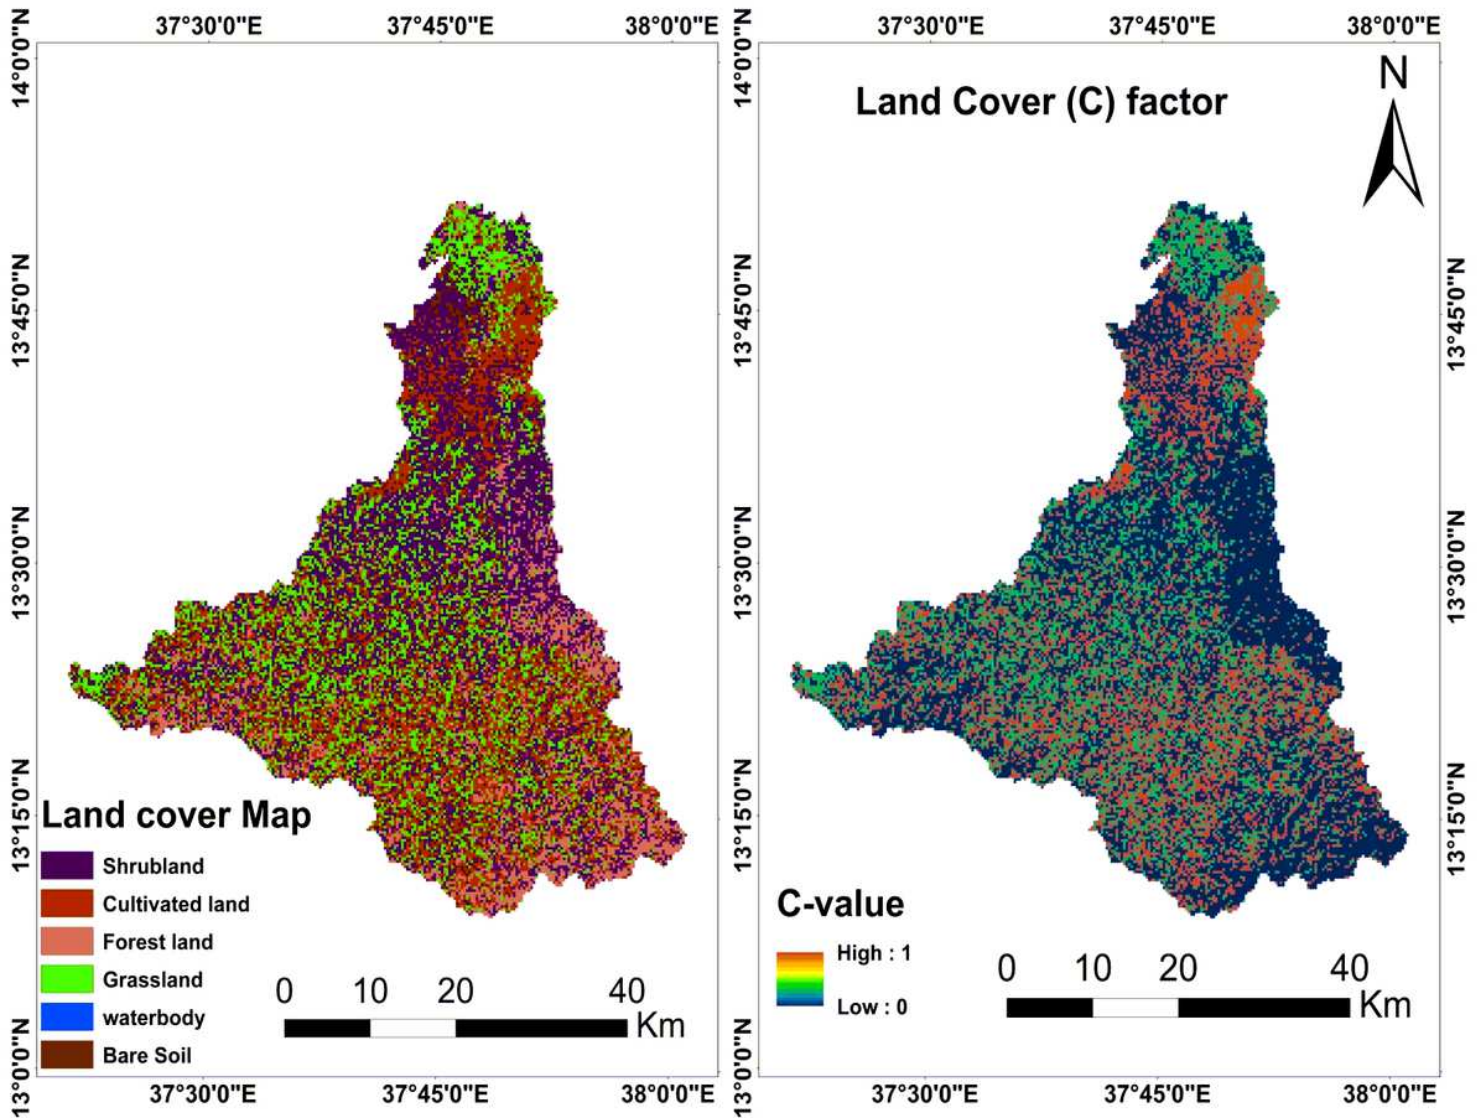 37°30'0"E 37°45'0"E 38°0'0"E
14°0'0"N
13°45'0"N
13°30'0"N
13°15'0"N
13°0'0"N
Land cover Map
Shrubland
Cultivated land
Forest land
Grassland
waterbody
Bare Soil
0 10 20 40
Km
37°30'0"E 37°45'0"E 38°0'0"E
37°30'0"E 37°45'0"E 38°0'0"E
14°0'0"N
13°45'0"N
13°30'0"N
13°15'0"N
13°0'0"N
Land Cover (C) factor
N
C-value
High : 1
Low : 0
0 10 20 40
Km
13°45'0"N
13°30'0"N
13°15'0"N
37°30'0"E 37°45'0"E 38°0'0"E